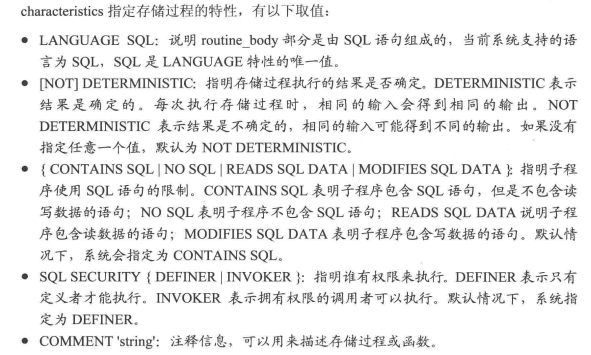 characteristics 指定存储过程的特性，有以下取值：
● LANGUAGE SQL：说明 routine_body 部分是由 SQL 语句组成的，当前系统支持的语
言为 SQL，SQL 是 LANGUAGE 特性的唯一值。
● [NOT] DETERMINISTIC：指明存储过程执行的结果是否确定。DETERMINISTIC 表示
结果是确定的。每次执行存储过程时，相同的输入会得到相同的输出。NOT
DETERMINISTIC 表示结果是不确定的，相同的输入可能得到不同的输出。如果没有
指定任意一个值，默认为 NOT DETERMINISTIC。
● { CONTAINS SQL | NO SQL | READS SQL DATA | MODIFIES SQL DATA }：指明子程
序使用 SQL 语句的限制。CONTAINS SQL 表明子程序包含 SQL 语句，但是不包含读
写数据的语句；NO SQL 表明子程序不包含 SQL 语句；READS SQL DATA 说明子程
序包含读数据的语句；MODIFIES SQL DATA 表明子程序包含写数据的语句。默认情
况下，系统会指定为 CONTAINS SQL。
● SQL SECURITY { DEFINER | INVOKER }：指明谁有权限来执行。DEFINER 表示只有
定义者才能执行。INVOKER 表示拥有权限的调用者可以执行。默认情况下，系统指
定为 DEFINER。
● COMMENT 'string'：注释信息，可以用来描述存储过程或函数。